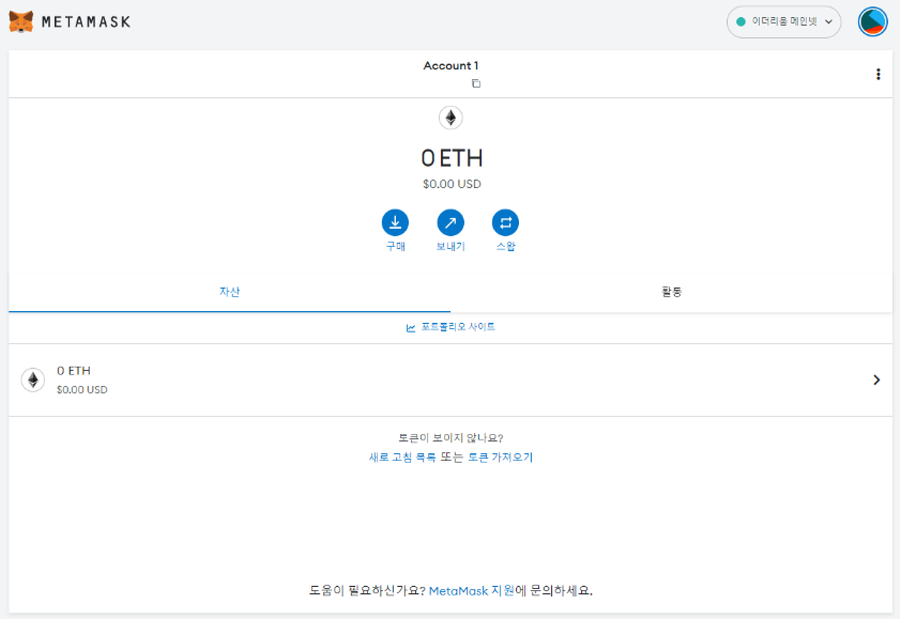 METAMASK
이더리움 메인넷
Account 1
0 ETH
$0.00 USD
구매
보내기
스왑
자산
활동
포트폴리오 사이트
0 ETH
$0.00 USD
토큰이 보이지 않나요?
새로 고침 목록 또는 토큰 가져오기
도움이 필요하신가요? MetaMask 지원에 문의하세요.